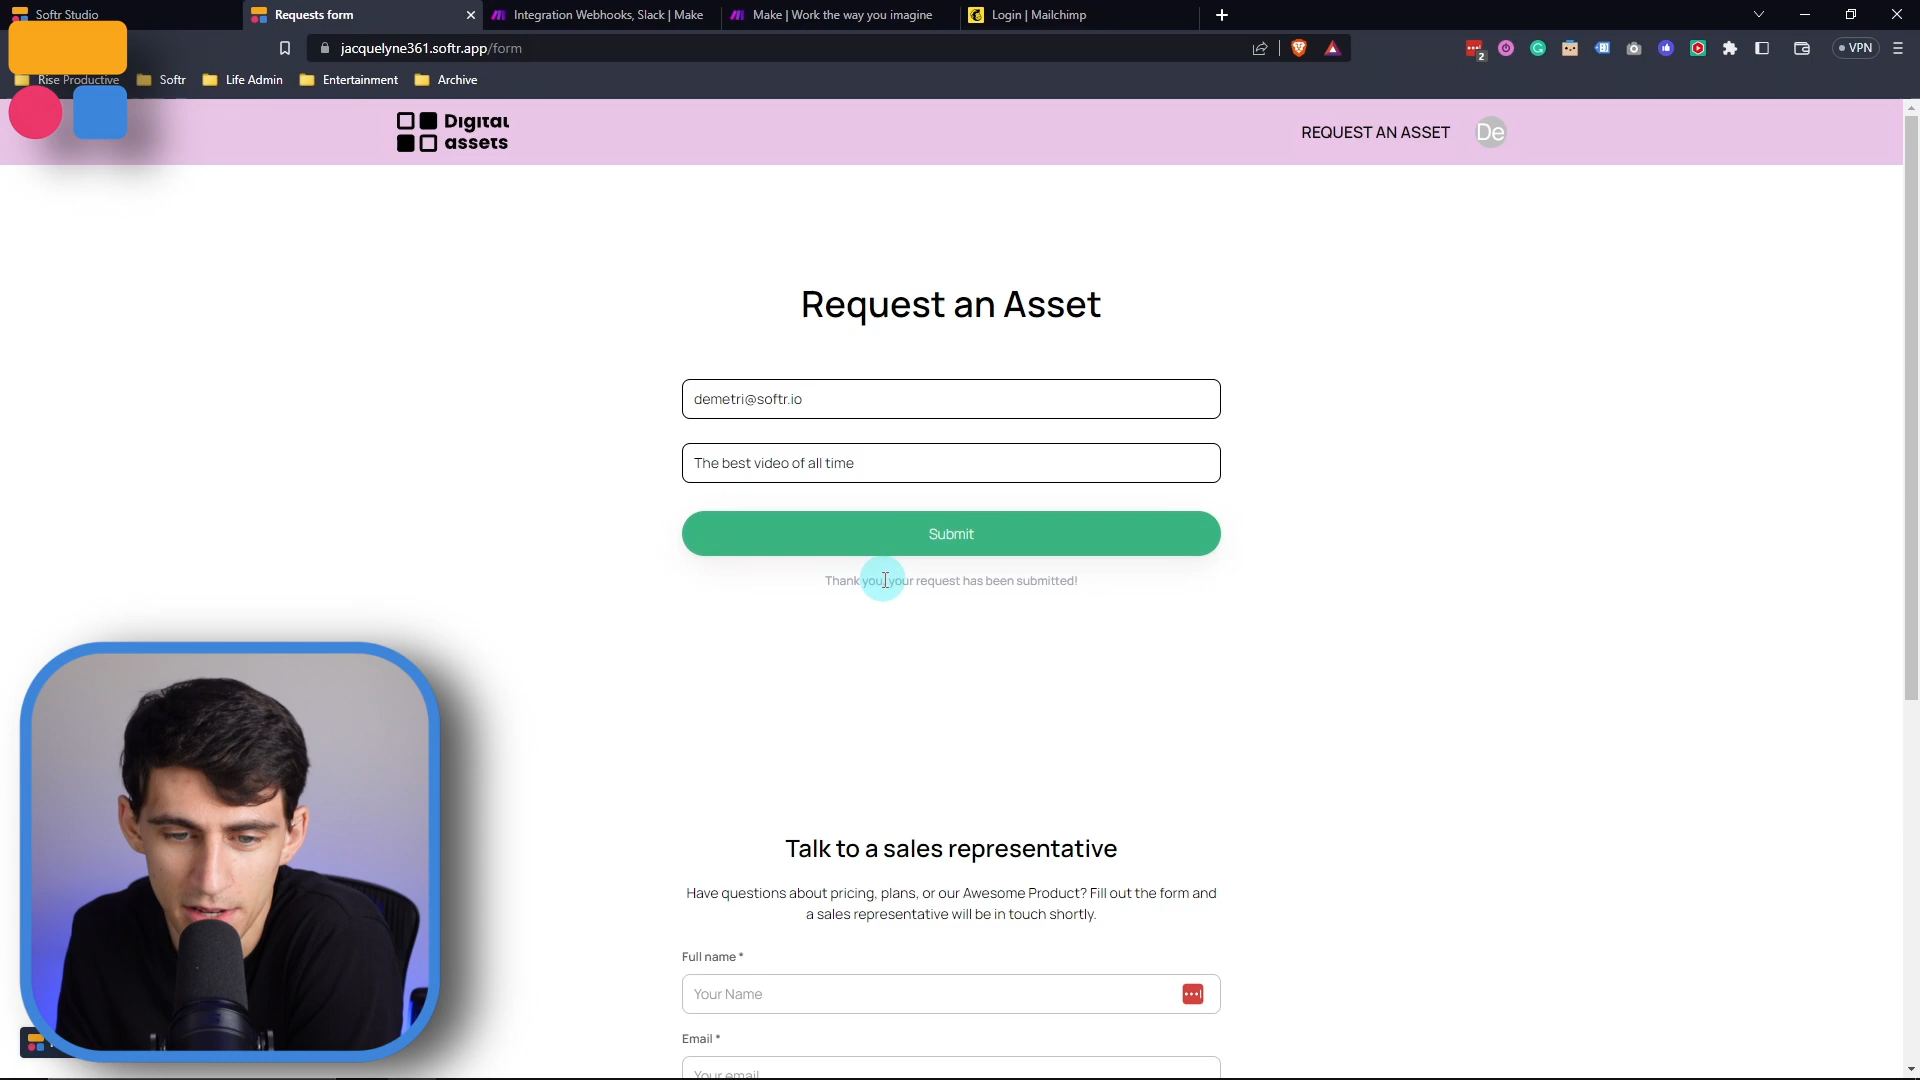 Softr Studio
Requests form
Integration Webhooks, Slack | Make
Make | Work the way you imagine
Login | Mailchimp
jacquelyne361.softr.app/form
2
VPN
Rise Productive
Softr
Life Admin
Entertainment
Archive
Digital
assets
REQUEST AN ASSET
De
Request an Asset
demetri@softr.io
The best video of all time
Submit
Thank you, your request has been submitted!
Talk to a sales representative
Have questions about pricing, plans, or our Awesome Product? Fill out the form and
a sales representative will be in touch shortly.
Full name *
Your Name
Email *
Your email